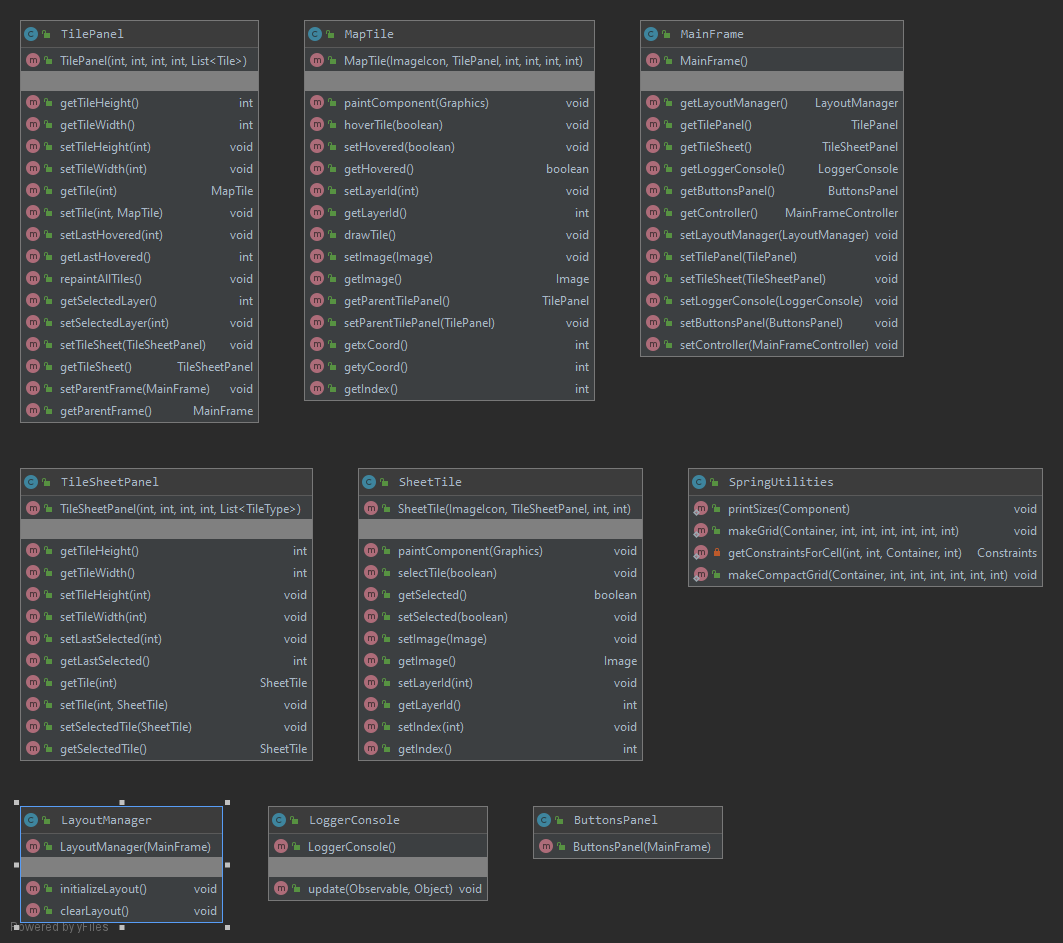 TilePanel
TilePanel(int, int, int, int, List<Tile>)
getTileHeight() int
getTileWidth() int
setTileHeight(int) void
setTileWidth(int) void
getTile(int) MapTile
setTile(int, MapTile) void
setLastHovered(int) void
getLastHovered() int
repaintAllTiles() void
getSelectedLayer() int
setSelectedLayer(int) void
setTileSheet(TileSheetPanel) void
getTileSheet() TileSheetPanel
setParentFrame(MainFrame) void
getParentFrame() MainFrame
MapTile
MapTile(ImageIcon, TilePanel, int, int, int, int)
paintComponent(Graphics) void
hoverTile(boolean) void
setHovered(boolean) void
getHovered() boolean
setLayerId(int) void
getLayerId() int
drawTile() void
setImage(Image) void
getImage() Image
getParentTilePanel() TilePanel
setParentTilePanel(TilePanel) void
getxCoord() int
getyCoord() int
getIndex() int
MainFrame
MainFrame()
getLayoutManager() LayoutManager
getTilePanel() TilePanel
getTileSheet() TileSheetPanel
getLoggerConsole() LoggerConsole
getButtonsPanel() ButtonsPanel
getController() MainFrameController
setLayoutManager(LayoutManager) void
setTilePanel(TilePanel) void
setTileSheet(TileSheetPanel) void
setLoggerConsole(LoggerConsole) void
setButtonsPanel(ButtonsPanel) void
setController(MainFrameController) void
TileSheetPanel
TileSheetPanel(int, int, int, int, List<TileType>)
getTileHeight() int
getTileWidth() int
setTileHeight(int) void
setTileWidth(int) void
setLastSelected(int) void
getLastSelected() int
getTile(int) SheetTile
setTile(int, SheetTile) void
setSelectedTile(SheetTile) void
getSelectedTile() SheetTile
SheetTile
SheetTile(ImageIcon, TileSheetPanel, int, int)
paintComponent(Graphics) void
selectTile(boolean) void
getSelected() boolean
setSelected(boolean) void
setImage(Image) void
getImage() Image
setLayerId(int) void
getLayerId() int
setIndex(int) void
getIndex() int
SpringUtilities
printSizes(Component) void
makeGrid(Container, int, int, int, int, int, int) void
getConstraintsForCell(int, int, Container, int) Constraints
makeCompactGrid(Container, int, int, int, int, int, int) void
LayoutManager
LayoutManager(MainFrame)
initializeLayout() void
clearLayout() void
LoggerConsole
LoggerConsole()
update(Observable, Object) void
ButtonsPanel
ButtonsPanel(MainFrame)
Powered by yFiles